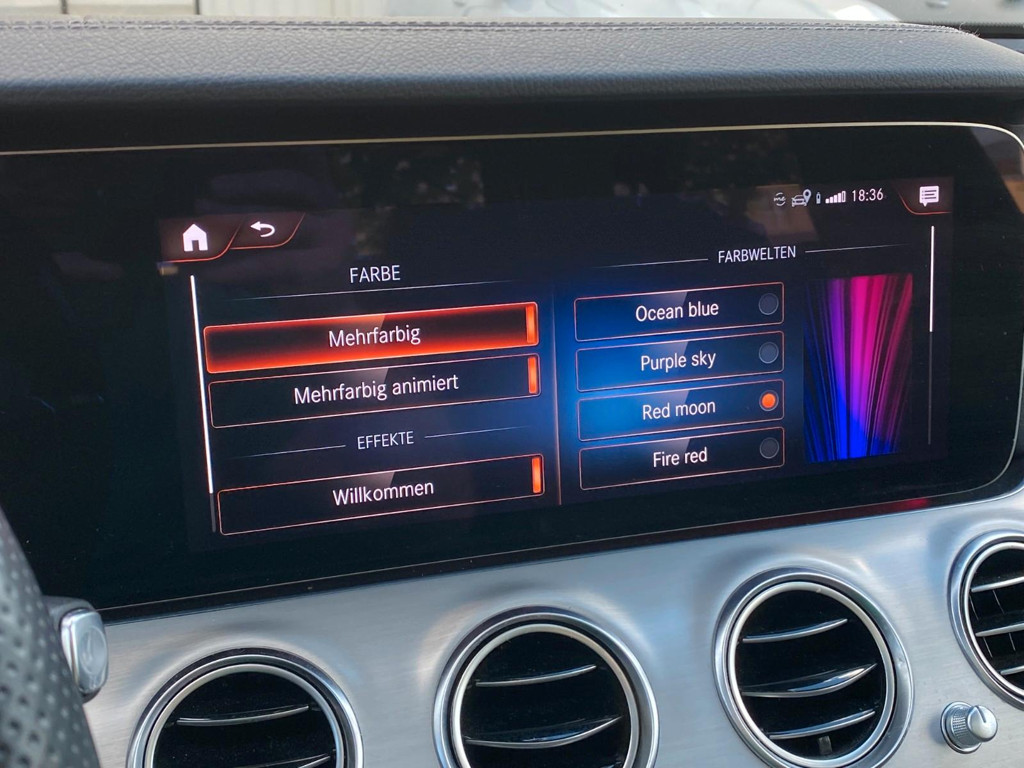 18:36
FARBE
Mehrfarbig
Mehrfarbig animiert
EFFEKTE
Willkommen
FARBWELTEN
Ocean blue
Purple sky
Red moon
Fire red